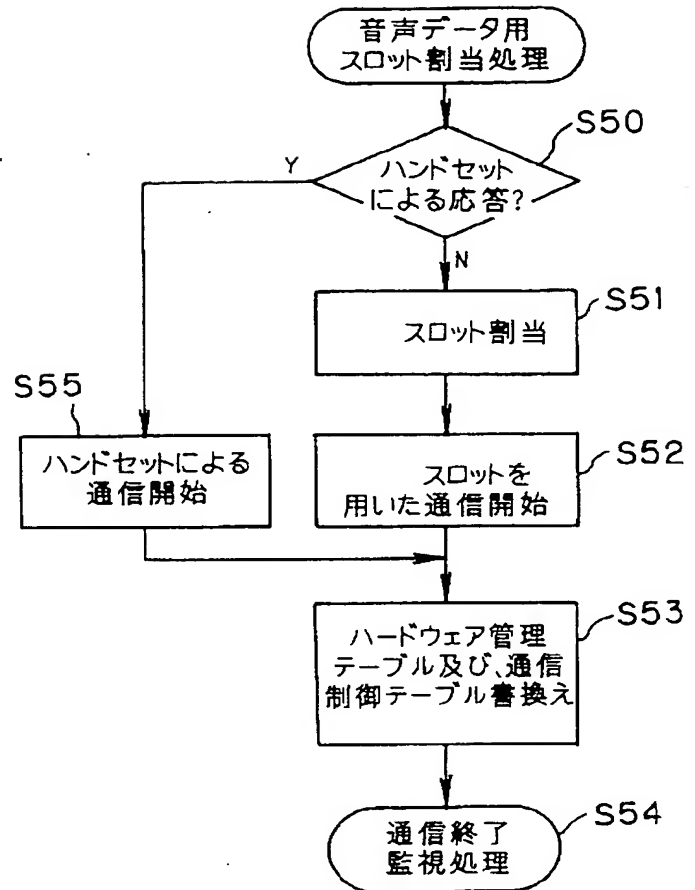 音声データ用
スロット割当処理
S50
Y
ハンドセット
による応答?
N
S51
スロット割当
S55
ハンドセットによる
通信開始
S52
スロットを
用いた通信開始
S53
ハードウェア管理
テーブル及び、通信
制御テーブル書換え
S54
通信終了
監視処理